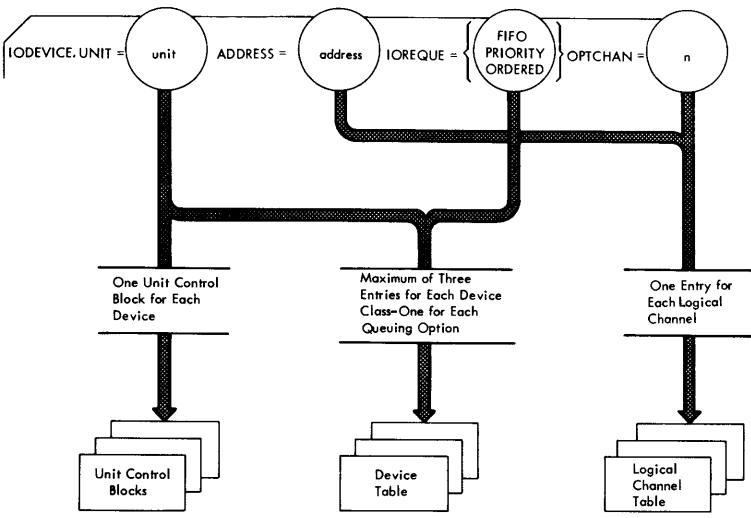 IODEVICE. UNIT = unit ADDRESS = address IOREQUE = { FIFO PRIORITY ORDERED } OPTCHAN = n
One Unit Control
Block for Each
Device
Maximum of Three
Entries for Each Device
Class-One for Each
Queuing Option
One Entry for
Each Logical
Channel
Unit Control
Blocks
Device
Table
Logical
Channel
Table